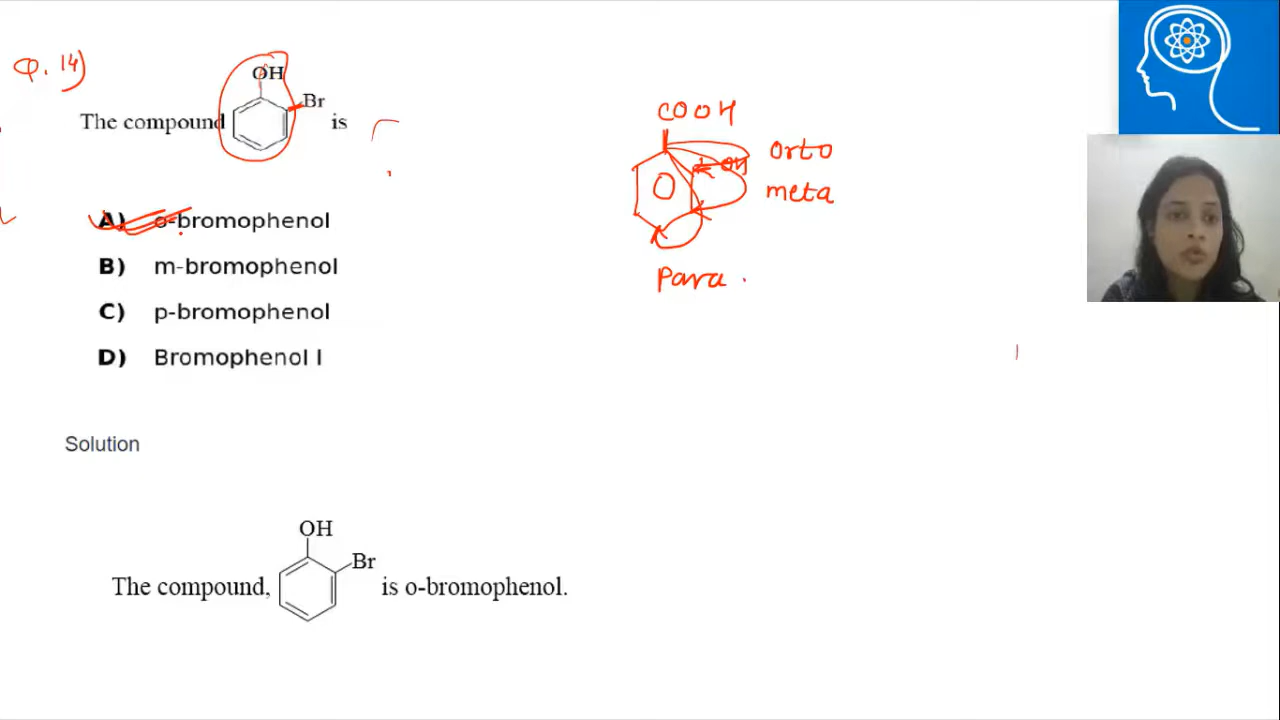 Q. 14)
OH
Br
The compound is
A) o-bromophenol
B) m-bromophenol
C) p-bromophenol
D) Bromophenol I
COOH
OH
orto
meta
para .
Solution
OH
Br
The compound, is o-bromophenol.